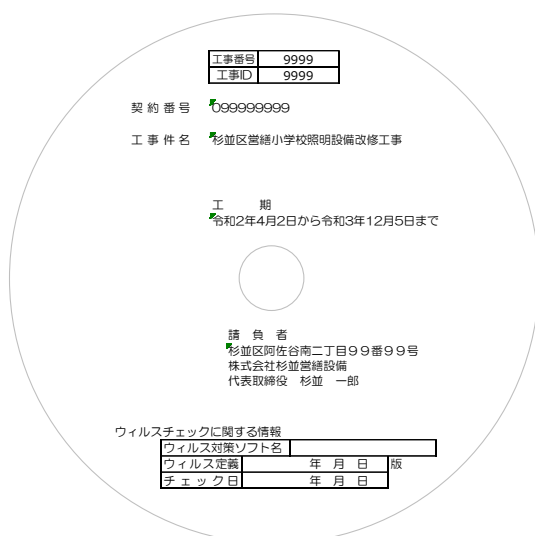 工事番号 9999
工事ID 9999
契約番号 099999999
工事件名 杉並区営繕小学校照明設備改修工事
工 期
令和2年4月2日から令和3年12月5日まで
請 負 者
杉並区阿佐谷南二丁目99番99号
株式会社杉並営繕設備
代表取締役 杉並 一郎
ウィルスチェックに関する情報
ウィルス対策ソフト名
ウィルス定義 年 月 日 版
チェック日 年 月 日